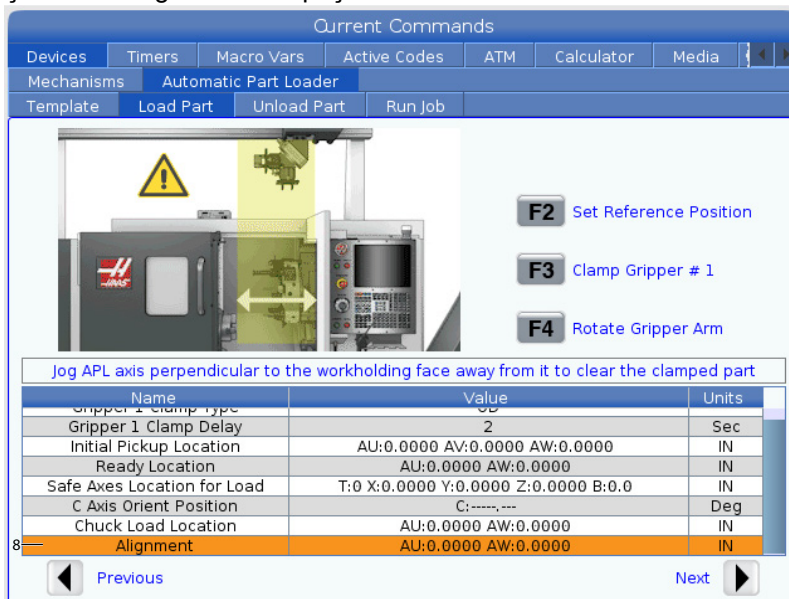 Current Commands
Devices Timers Macro Vars Active Codes ATM Calculator Media
Mechanisms Automatic Part Loader
Template Load Part Unload Part Run Job
HAAS
F2 Set Reference Position
F3 Clamp Gripper # 1
F4 Rotate Gripper Arm
Jog APL axis perpendicular to the workholding face away from it to clear the clamped part
Name Value Units
Gripper 1 Clamp Type OD
Gripper 1 Clamp Delay 2 Sec
Initial Pickup Location AU:0.0000 AV:0.0000 AW:0.0000 IN
Ready Location AU:0.0000 AW:0.0000 IN
Safe Axes Location for Load T:0 X:0.0000 Y:0.0000 Z:0.0000 B:0.0 IN
C Axis Orient Position C:-----.--- Deg
Chuck Load Location AU:0.0000 AW:0.0000 IN
8 Alignment AU:0.0000 AW:0.0000 IN
Previous Next